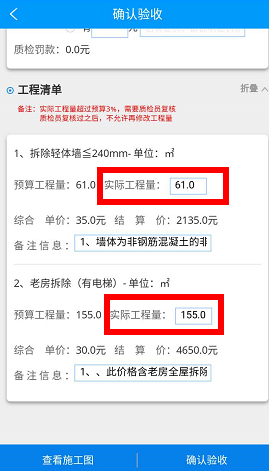 确认验收
质检罚款：0.0元
工程清单
折叠
备注：实际工程量超过预算3%，需要质检员复核
质检员复核过之后，不允许再修改工程量
1、拆除轻体墙≦240mm- 单位：㎡
预算工程量：61.0 实际工程量： 61.0
综合 单价：35.0元 结 算 价：2135.0元
备注信息： 1、墙体为非钢筋混凝土的非
2、老房拆除（有电梯）- 单位：㎡
预算工程量：155.0 实际工程量： 155.0
综合 单价：30.0元 结 算 价：4650.0元
备注信息： 1、、此价格含老房全屋拆除
查看施工图 确认验收